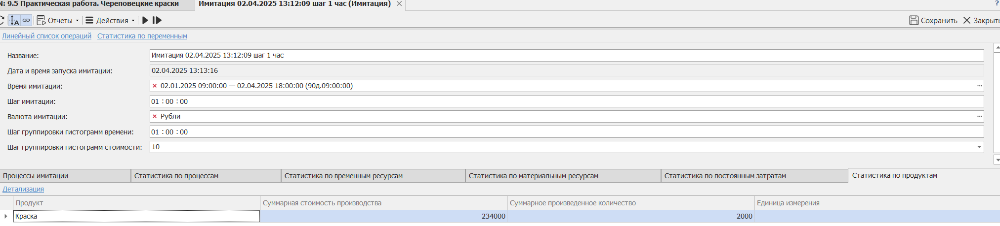 N: 9.5 Практическая работа. Череповецкие краски Имитация 02.04.2025 13:12:09 шаг 1 час (Имитация) ?
A Отчеты Действия Сохранить Закрыть
Линейный список операций Статистика по переменным
Название: Имитация 02.04.2025 13:12:09 шаг 1 час
Дата и время запуска имитации: 02.04.2025 13:13:16
Время имитации: 02.01.2025 09:00:00 — 02.04.2025 18:00:00 (90д.09:00:00) ...
Шаг имитации: 01 : 00 : 00
Валюта имитации: Рубли ...
Шаг группировки гистограмм времени: 01 : 00 : 00
Шаг группировки гистограмм стоимости: 10
Процессы имитации Статистика по процессам Статистика по временным ресурсам Статистика по материальным ресурсам Статистика по постоянным затратам Статистика по продуктам
Детализация
Продукт Суммарная стоимость производства Суммарное произведенное количество Единица измерения
Краска 234000 2000